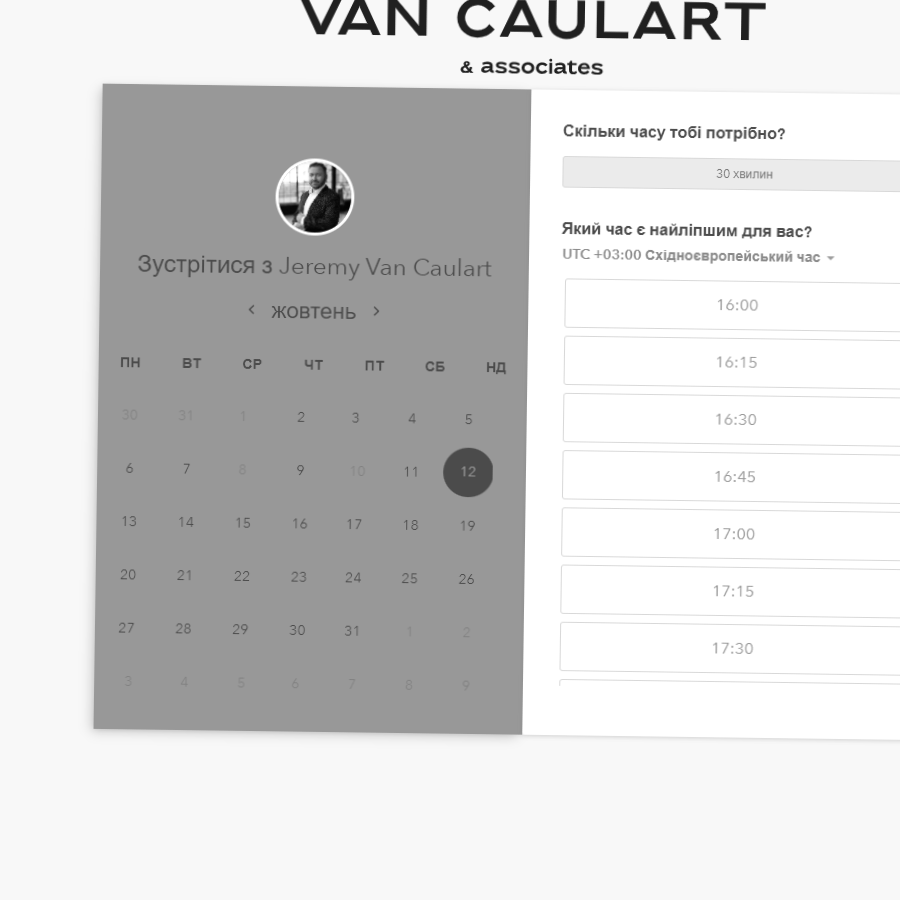 VAN CAULART
& associates
Зустрітися з Jeremy Van Caulart
жовтень
ПН ВТ СР ЧТ ПТ СБ НД
30 31 1 2 3 4 5
6 7 8 9 10 11 12
13 14 15 16 17 18 19
20 21 22 23 24 25 26
27 28 29 30 31 1 2
3 4 5 6 7 8 9
Скільки часу тобі потрібно?
30 хвилин
Який час є найліпшим для вас?
UTC +03:00 Східноєвропейський час
16:00
16:15
16:30
16:45
17:00
17:15
17:30